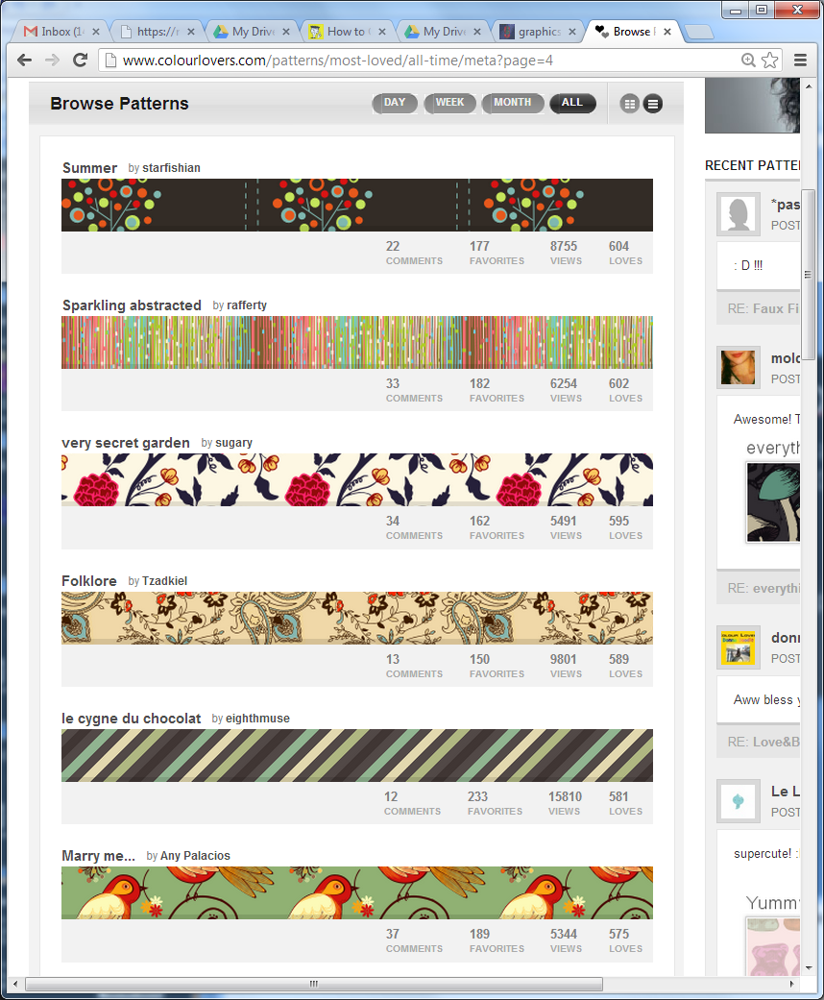 Inbox (1
https://r
My Drive
How to
My Drive
graphics
Browse
www.colourlovers.com/patterns/most-loved/all-time/meta?page=4
Browse Patterns
DAY WEEK MONTH ALL
Summer by starfishian
22 177 8755 604
COMMENTS FAVORITES VIEWS LOVES
Sparkling abstracted by rafferty
33 182 6254 602
COMMENTS FAVORITES VIEWS LOVES
very secret garden by sugary
34 162 5491 595
COMMENTS FAVORITES VIEWS LOVES
Folklore by Tzadkiel
13 150 9801 589
COMMENTS FAVORITES VIEWS LOVES
le cygne du chocolat by eighthmuse
12 233 15810 581
COMMENTS FAVORITES VIEWS LOVES
Marry me... by Any Palacios
37 189 5344 575
COMMENTS FAVORITES VIEWS LOVES
RECENT PATTE
*pas
POST
: D !!!
RE: Faux Fi
molo
POST
Awesome! T
everyth
RE: everythi
donn
POST
Aww bless y
RE: Love&B
Le L
POST
supercute! :
Yumm